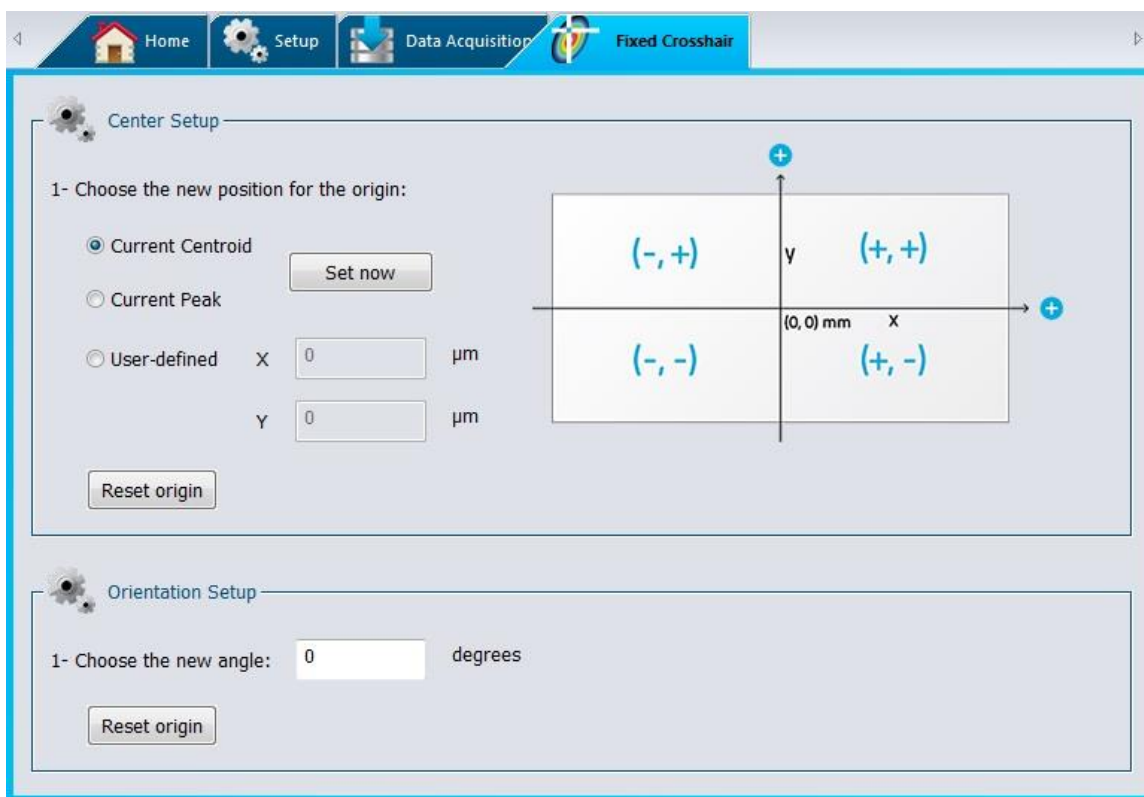 Home Setup Data Acquisition Fixed Crosshair
Center Setup
1- Choose the new position for the origin:
Current Centroid
Set now
Current Peak
User-defined X 0 µm
Y 0 µm
Reset origin
(-, +) y (+, +)
(0, 0) mm X
(-, -) (+, -)
Orientation Setup
1- Choose the new angle: 0 degrees
Reset origin